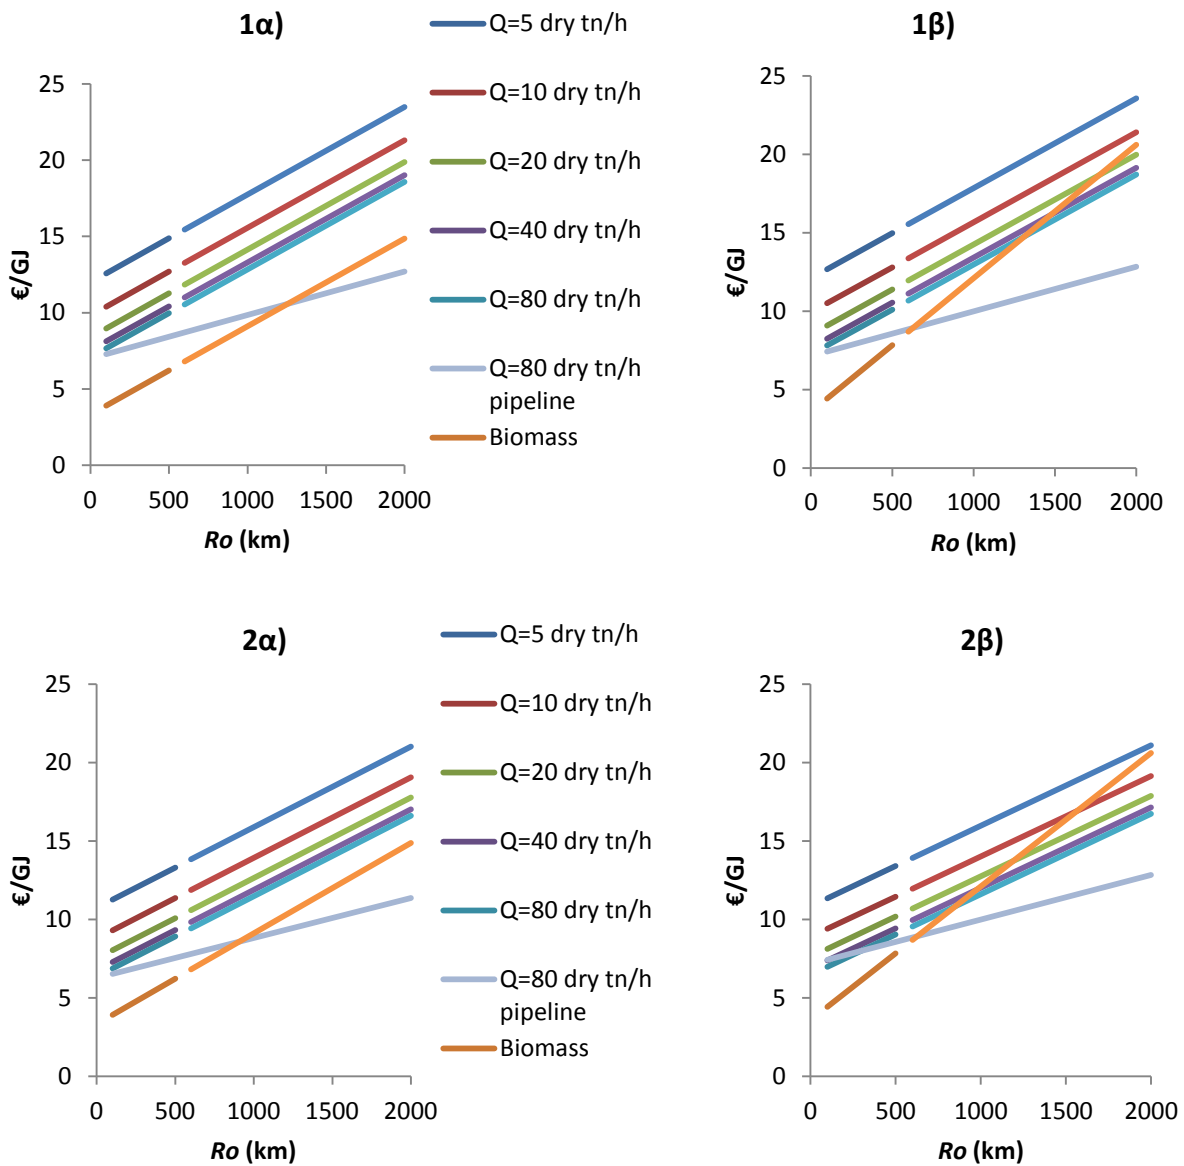 1α)
Q=5 dry tn/h
Q=10 dry tn/h
Q=20 dry tn/h
Q=40 dry tn/h
Q=80 dry tn/h
Q=80 dry tn/h
pipeline
Biomass
25
20
15
10
5
0
€/GJ
0 500 1000 1500 2000
Ro (km)
1β)
25
20
15
10
5
0
€/GJ
0 500 1000 1500 2000
Ro (km)
2α)
Q=5 dry tn/h
Q=10 dry tn/h
Q=20 dry tn/h
Q=40 dry tn/h
Q=80 dry tn/h
Q=80 dry tn/h
pipeline
Biomass
25
20
15
10
5
0
€/GJ
0 500 1000 1500 2000
Ro (km)
2β)
25
20
15
10
5
0
€/GJ
0 500 1000 1500 2000
Ro (km)